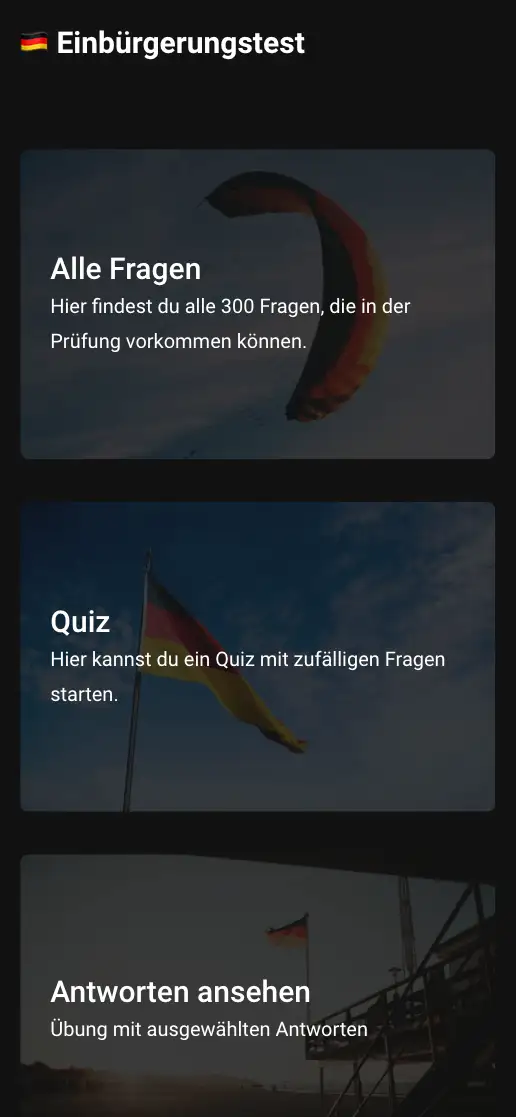 🇩🇪 Einbürgerungstest
Alle Fragen
Hier findest du alle 300 Fragen, die in der
Prüfung vorkommen können.
Quiz
Hier kannst du ein Quiz mit zufälligen Fragen
starten.
Antworten ansehen
Übung mit ausgewählten Antworten